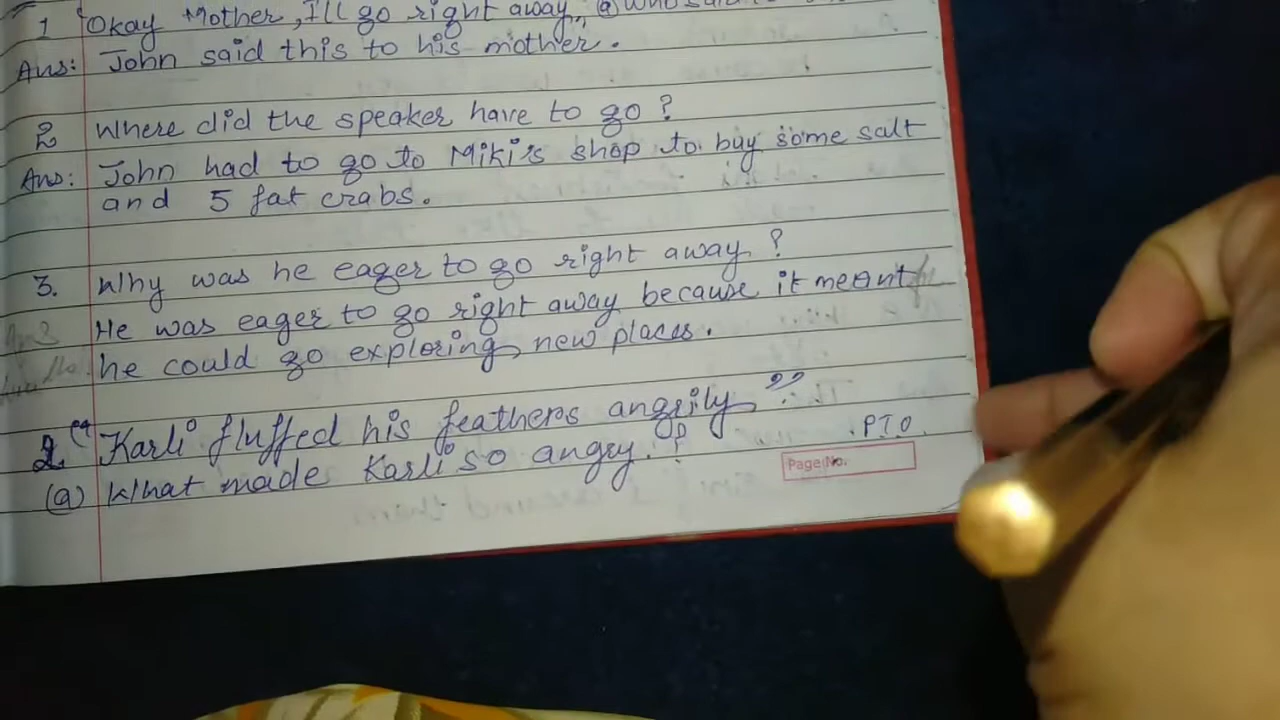 1 "Okay Mother, I'll go right away," (a) Who said
Ans: John said this to his mother.
2 Where did the speaker have to go?
Ans: John had to go to Miki's shop to buy some salt
and 5 fat crabs.
3. Why was he eager to go right away?
He was eager to go right away because it meant
he could go exploring new places.
2 " Karli fluffed his feathers angrily."
(a) What made Karli so angry.?
.P.T.O.
Page No.